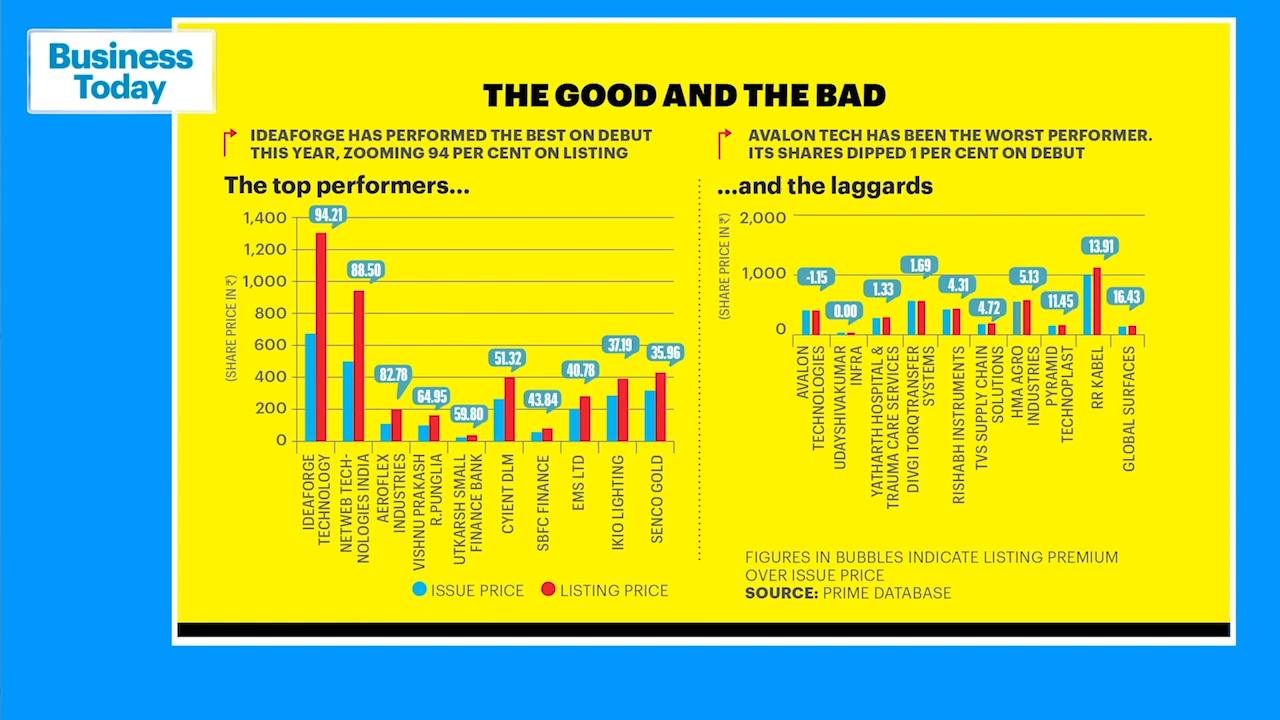 Business
Today
THE GOOD AND THE BAD
IDEAFORGE HAS PERFORMED THE BEST ON DEBUT
THIS YEAR, ZOOMING 94 PER CENT ON LISTING
The top performers...
(SHARE PRICE IN ₹)
1,400
1,200
1,000
800
600
400
200
0
94.21
88.50
82.78
64.95
59.80
51.32
43.84
40.78
37.19
35.96
IDEAFORGE
TECHNOLOGY
NETWEB TECH-
NOLOGIES INDIA
AEROFLEX
INDUSTRIES
VISHNU PRAKASH
R.PUNGLIA
UTKARSH SMALL
FINANCE BANK
CYIENT DLM
SBFC FINANCE
EMS LTD
IKIO LIGHTING
SENCO GOLD
ISSUE PRICE
LISTING PRICE
AVALON TECH HAS BEEN THE WORST PERFORMER.
ITS SHARES DIPPED 1 PER CENT ON DEBUT
...and the laggards
(SHARE PRICE IN ₹)
2,000
1,000
0
-1.15
0.00
1.33
1.69
4.31
4.72
5.13
11.45
13.91
16.43
AVALON
TECHNOLOGIES
UDAYSHIVAKUMAR
INFRA
YATHARTH HOSPITAL &
TRAUMA CARE SERVICES
DIVGI TORQTRANSFER
SYSTEMS
RISHABH INSTRUMENTS
TVS SUPPLY CHAIN
SOLUTIONS
HMA AGRO
INDUSTRIES
PYRAMID
TECHNOPLAST
RR KABEL
GLOBAL SURFACES
FIGURES IN BUBBLES INDICATE LISTING PREMIUM
OVER ISSUE PRICE
SOURCE: PRIME DATABASE